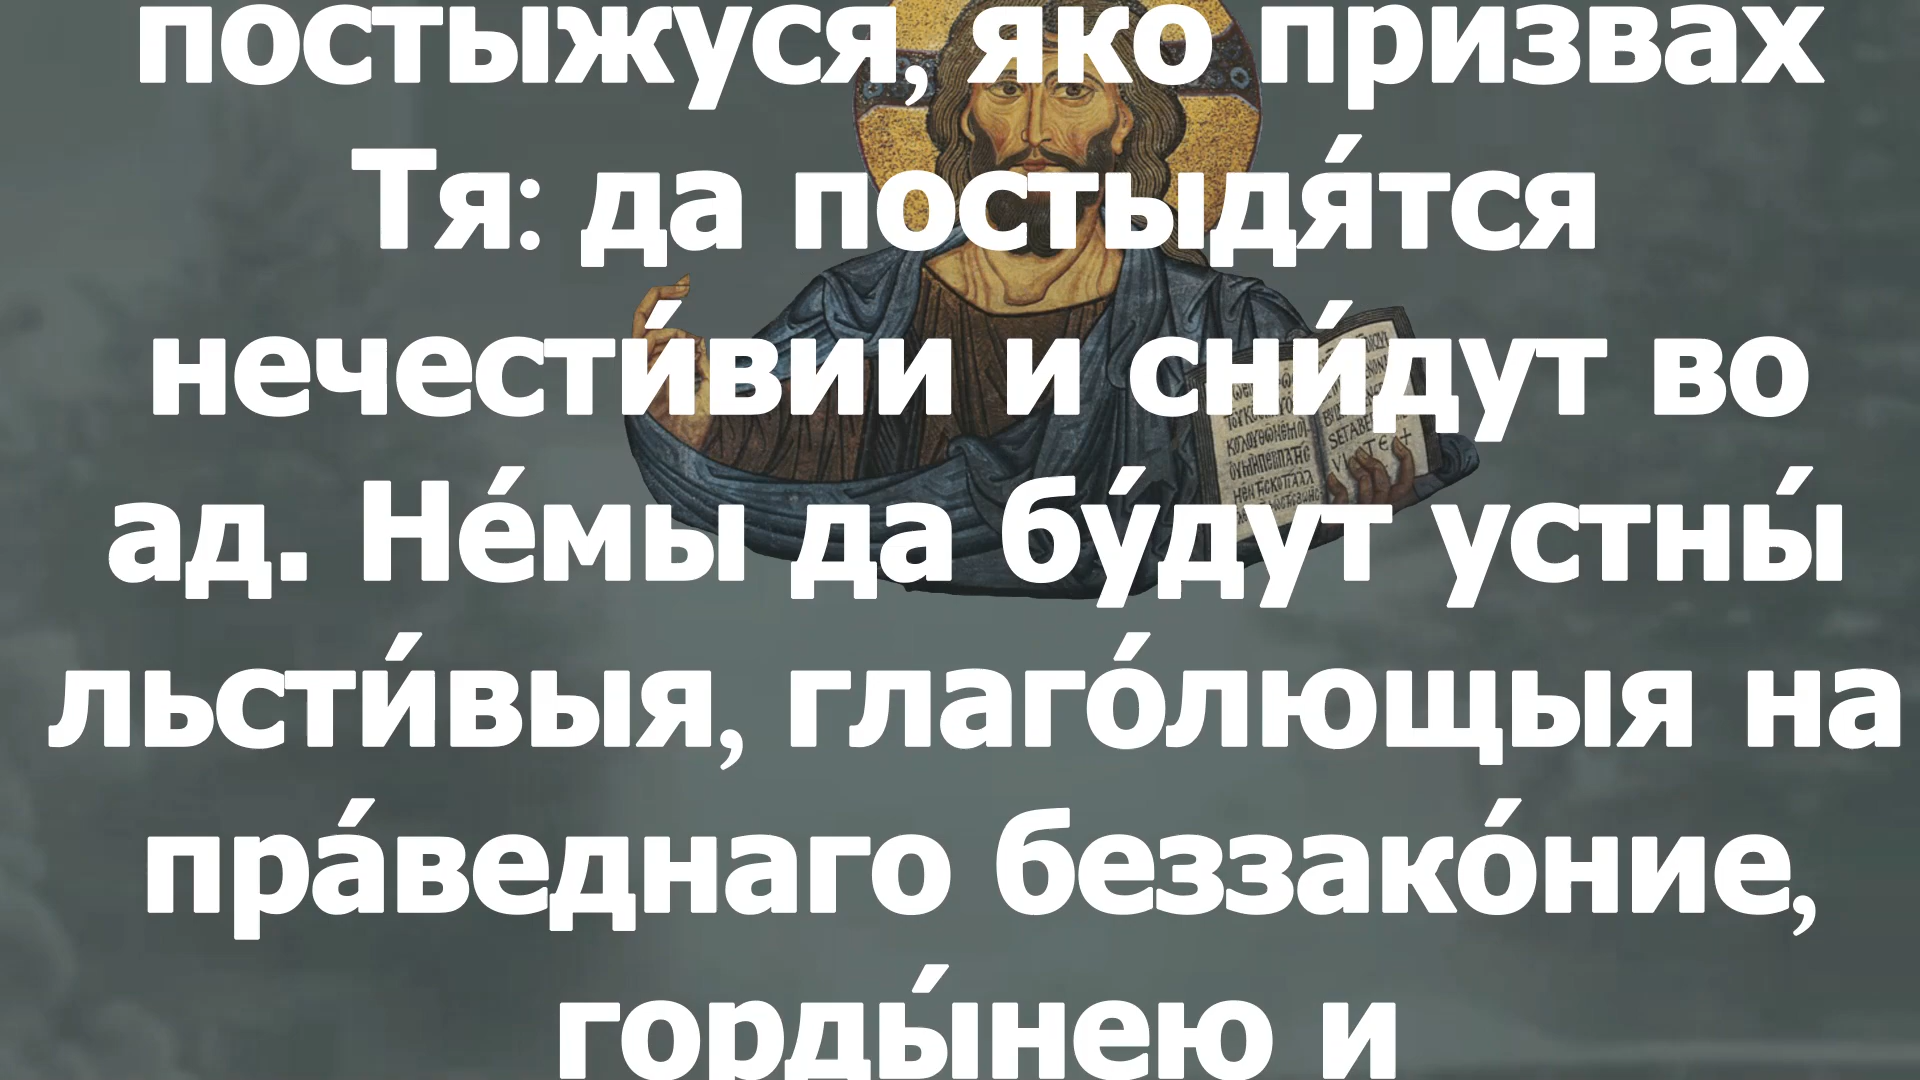 постыжуся, яко призвах
Тя: да постыдя́тся
нечести́вии и сни́дут во
ад. Не́мы да бу́дут устны́
льсти́выя, глаго́лющыя на
пра́веднаго беззако́ние,
горды́нею и